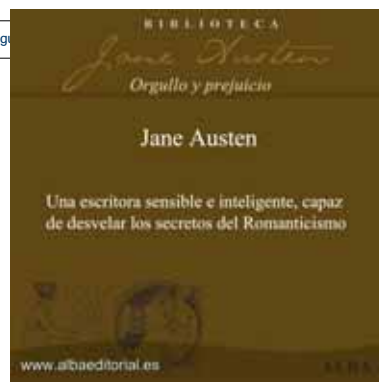 BIBLIOTECA
Jane Austen
Orgullo y prejuicio
Jane Austen
Una escritora sensible e inteligente, capaz
de desvelar los secretos del Romanticismo
www.albaeditorial.es
ALBA